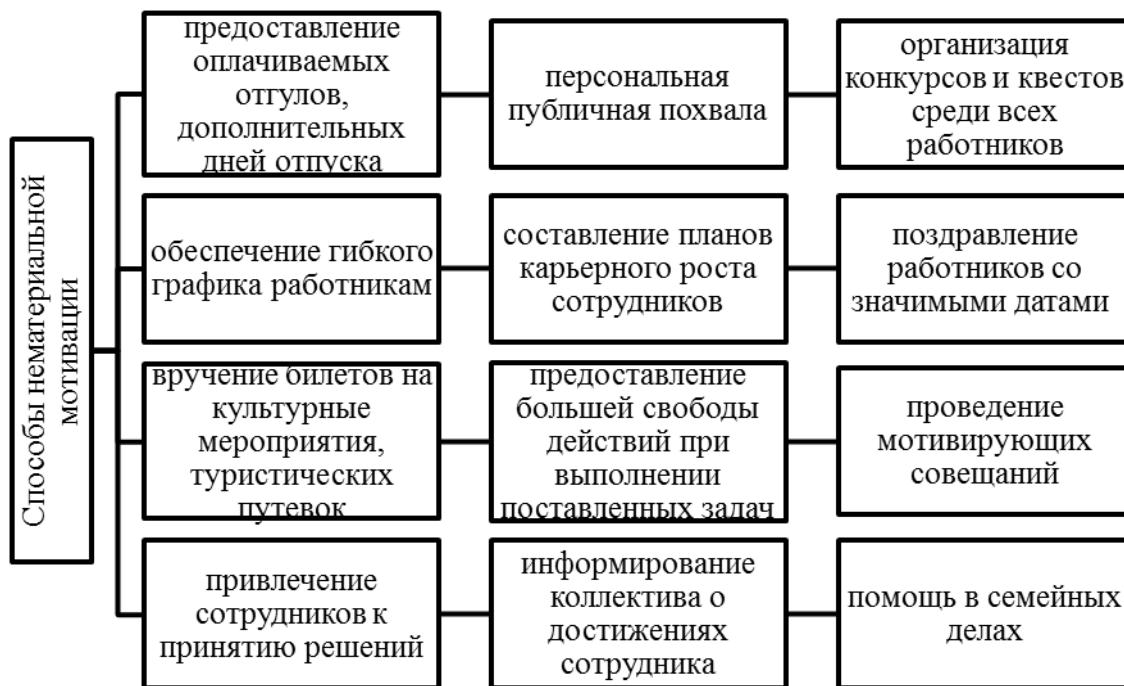 Способы нематериальной
мотивации
предоставление
оплачиваемых
отгулов,
дополнительных
дней отпуска
персональная
публичная похвала
организация
конкурсов и квестов
среди всех
работников
обеспечение гибкого
графика работникам
составление планов
карьерного роста
сотрудников
поздравление
работников со
значимыми датами
вручение билетов на
культурные
мероприятия,
туристических
путевок
предоставление
большей свободы
действий при
выполнении
поставленных задач
проведение
мотивирующих
совещаний
привлечение
сотрудников к
принятию решений
информирование
коллектива о
достижениях
сотрудника
помощь в семейных
делах